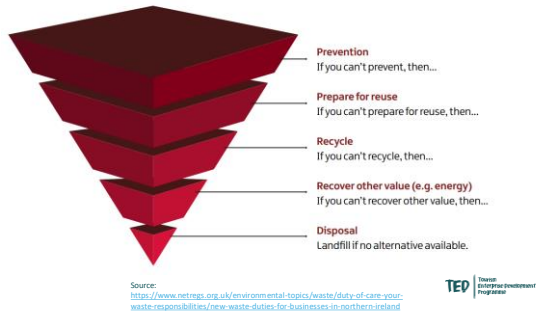 Prevention
If you can't prevent, then...
Prepare for reuse
If you can't prepare for reuse, then...
Recycle
If you can't recycle, then...
Recover other value (e.g. energy)
If you can't recover other value, then...
Disposal
Landfill if no alternative available.
Source:
https://www.netregs.org.uk/environmental-topics/waste/duty-of-care-your-
waste-responsibilities/new-waste-duties-for-businesses-in-northern-ireland
TED
Tourism
Enterprise Development
Programme